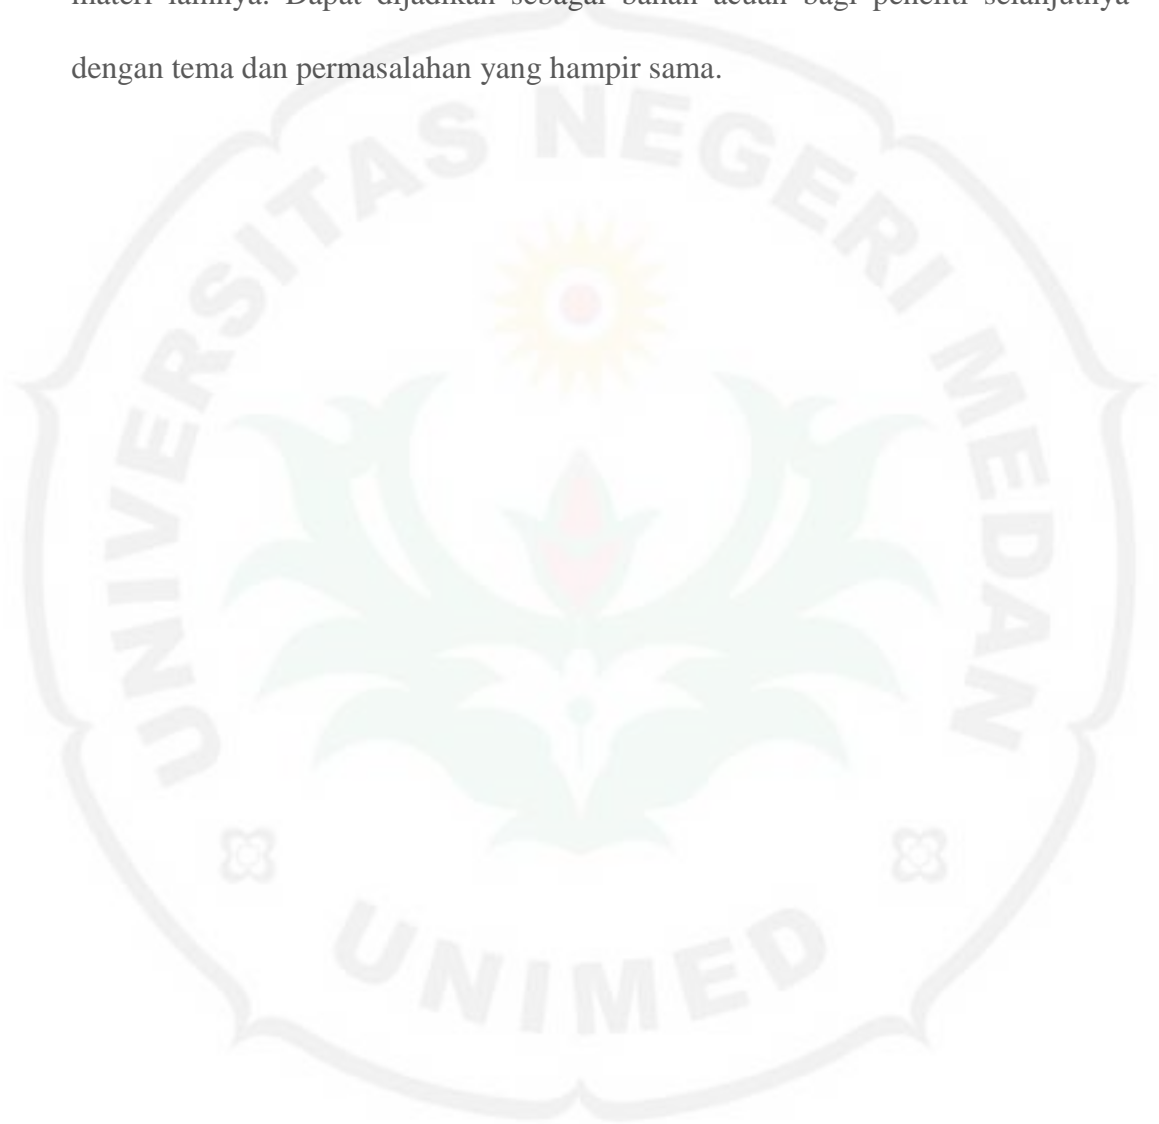 materi lainnya. Dapat dijadikan sebagai bahan acuan bagi peneliti selanjutnya
dengan tema dan permasalahan yang hampir sama.
UNIVERSITAS NEGERI MEDAN
UNIMED